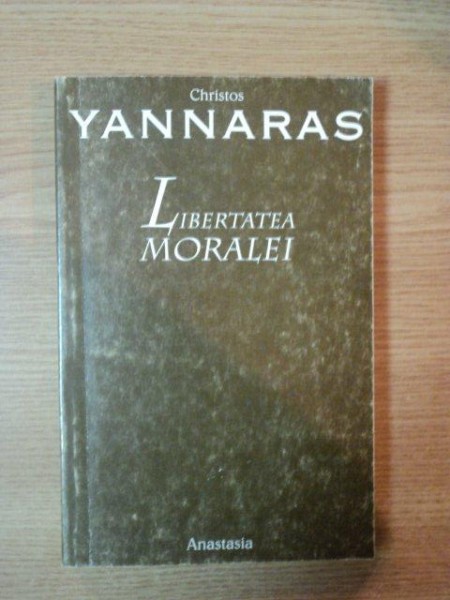 Christos
YANNARAS
LIBERTATEA
MORALEI
Anastasia